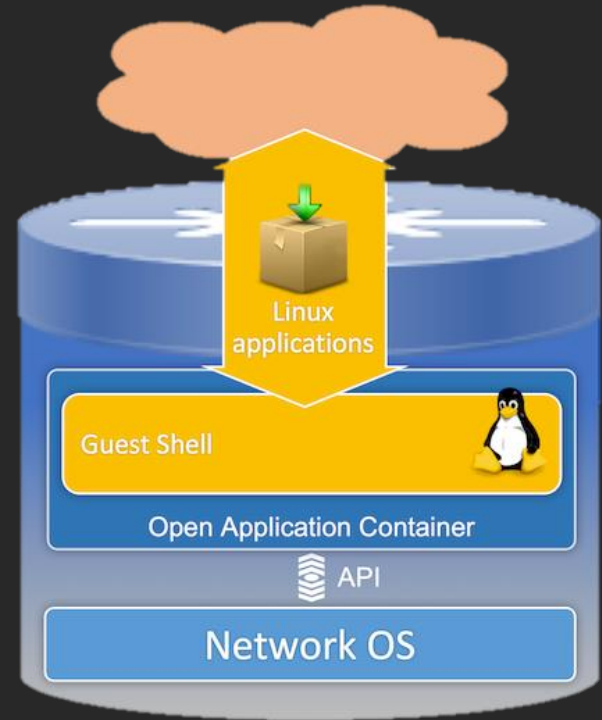 Linux
applications
Guest Shell
Open Application Container
API
Network OS